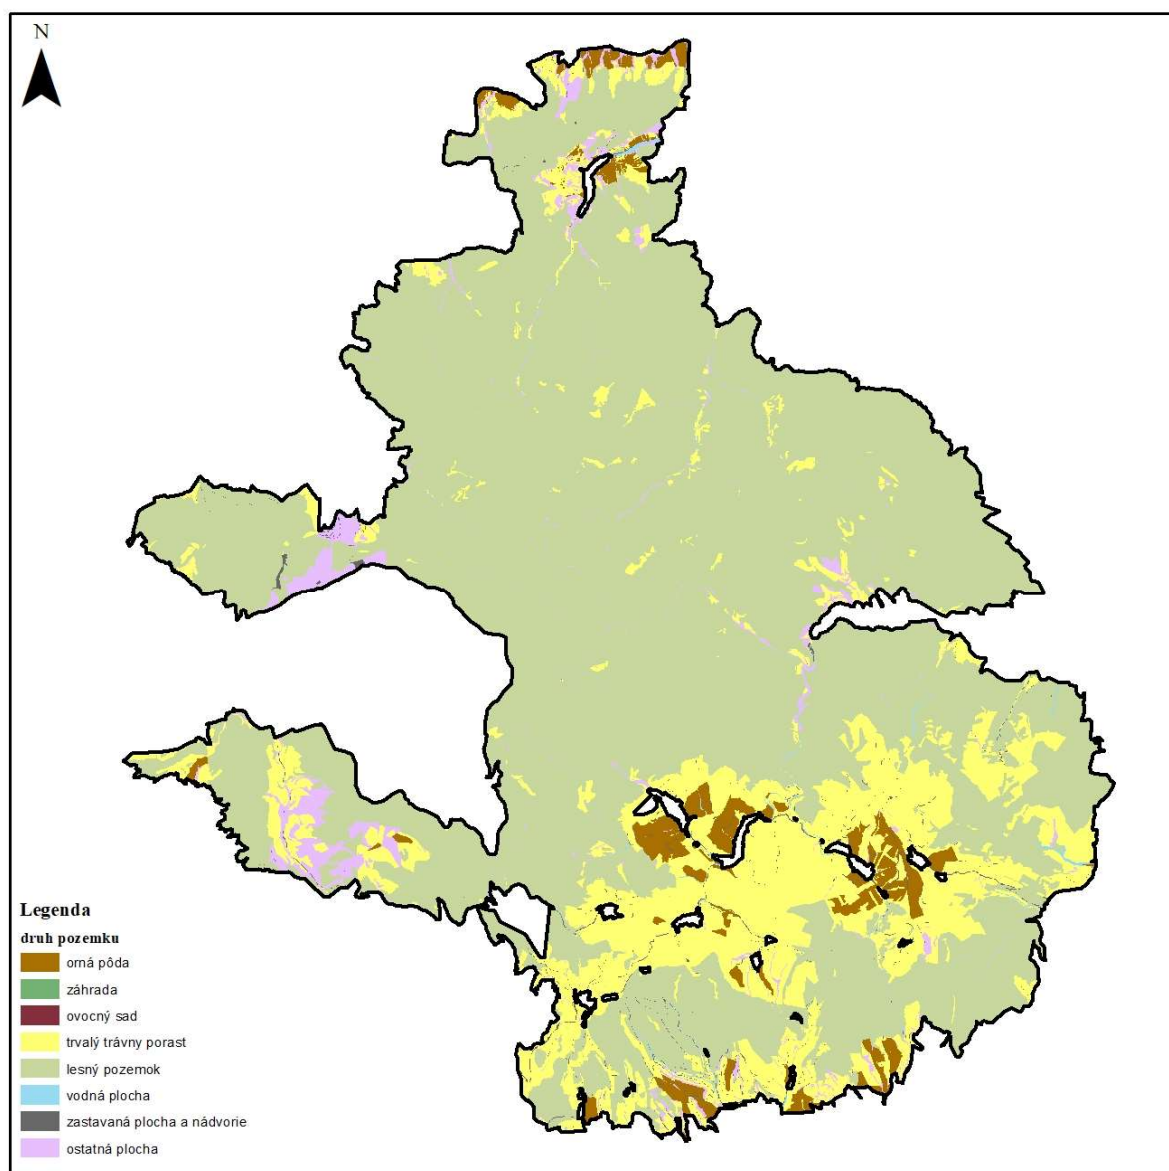 N
Legenda
druh pozemku
orná pôda
záhrada
ovocný sad
trvalý trávny porast
lesný pozemok
vodná plocha
zastavaná plocha a nádvorie
ostatná plocha